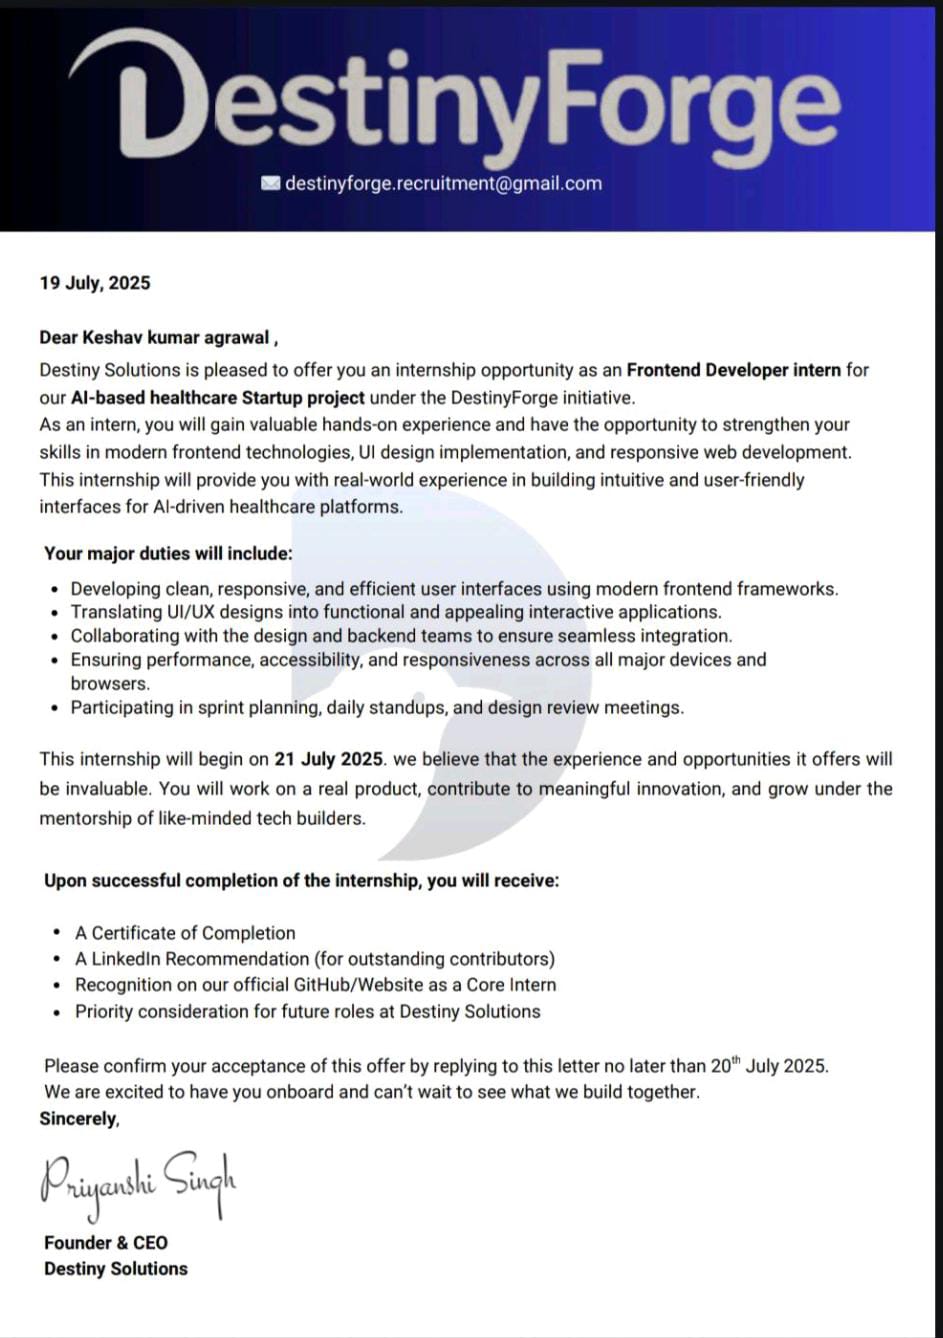 DestinyForge
✉ destinyforge.recruitment@gmail.com
19 July, 2025
Dear Keshav kumar agrawal ,
Destiny Solutions is pleased to offer you an internship opportunity as an Frontend Developer intern for
our AI-based healthcare Startup project under the DestinyForge initiative.
As an intern, you will gain valuable hands-on experience and have the opportunity to strengthen your
skills in modern frontend technologies, UI design implementation, and responsive web development.
This internship will provide you with real-world experience in building intuitive and user-friendly
interfaces for AI-driven healthcare platforms.
Your major duties will include:
• Developing clean, responsive, and efficient user interfaces using modern frontend frameworks.
• Translating UI/UX designs into functional and appealing interactive applications.
• Collaborating with the design and backend teams to ensure seamless integration.
• Ensuring performance, accessibility, and responsiveness across all major devices and
browsers.
• Participating in sprint planning, daily standups, and design review meetings.
This internship will begin on 21 July 2025. we believe that the experience and opportunities it offers will
be invaluable. You will work on a real product, contribute to meaningful innovation, and grow under the
mentorship of like-minded tech builders.
Upon successful completion of the internship, you will receive:
• A Certificate of Completion
• A LinkedIn Recommendation (for outstanding contributors)
• Recognition on our official GitHub/Website as a Core Intern
• Priority consideration for future roles at Destiny Solutions
Please confirm your acceptance of this offer by replying to this letter no later than 20th July 2025.
We are excited to have you onboard and can't wait to see what we build together.
Sincerely,
Priyanshi Singh
Founder & CEO
Destiny Solutions